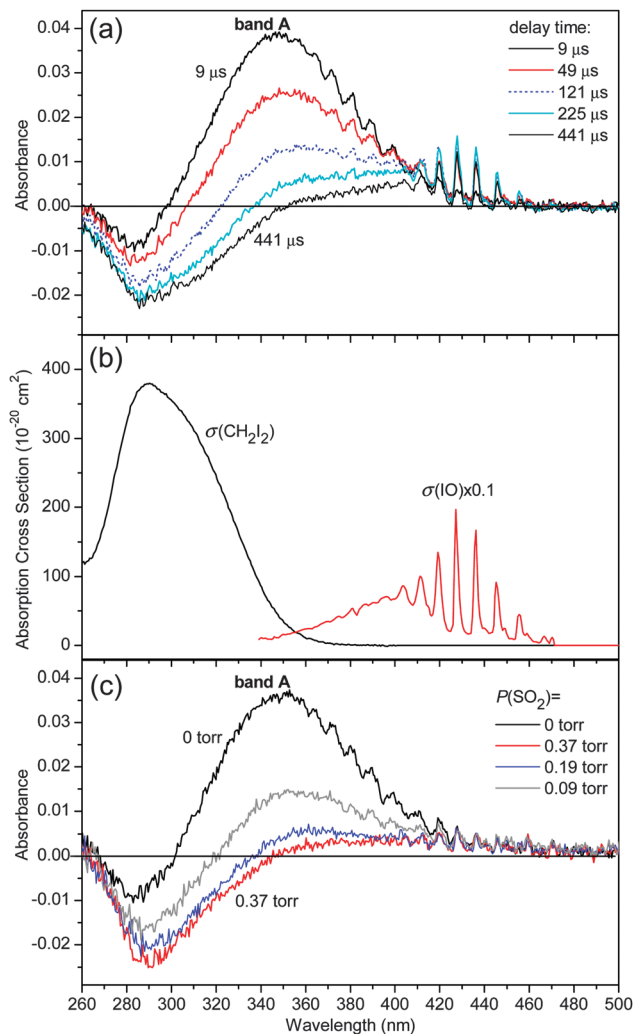 (a)
band A
delay time:
9 μs
49 μs
121 μs
225 μs
441 μs
9 μs
441 μs
Absorbance
0.04
0.03
0.02
0.01
0.00
-0.01
-0.02
(b)
σ(CH₂I₂)
σ(IO)x0.1
Absorption Cross Section (10⁻²⁰ cm²)
400
300
200
100
0
(c)
band A
P(SO₂)=
0 torr
0.37 torr
0.19 torr
0.09 torr
0 torr
0.37 torr
Absorbance
0.04
0.03
0.02
0.01
0.00
-0.01
-0.02
260 280 300 320 340 360 380 400 420 440 460 480 500
Wavelength (nm)